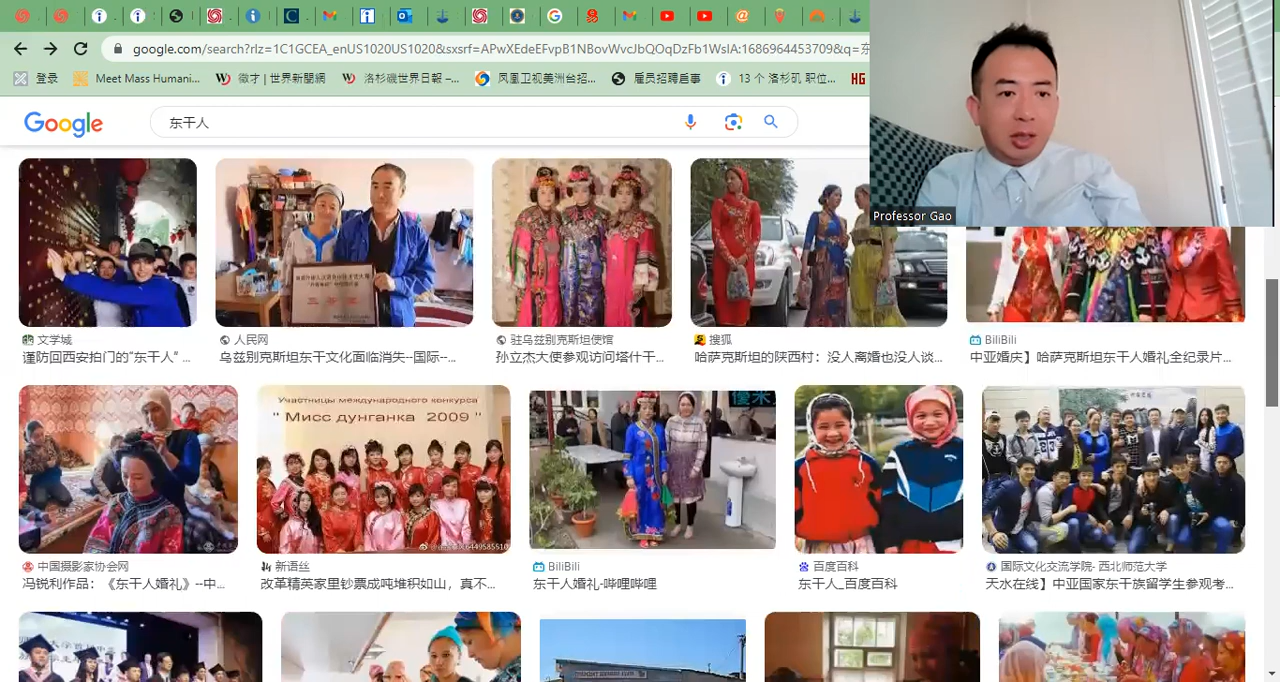 google.com/search?rlz=1C1GCEA_enUS1020US1020&sxsrf=APwXEdeEFvpB1NBovWvcJbQOqDzFb1WslA:1686964453709&q=东
登录
Meet Mass Humani...
徵才 | 世界新聞網
洛杉磯世界日報 –...
凤凰卫视美洲台招...
雇员招聘启事
13 个 洛杉矶 职位...
HG
Google
东干人
Professor Gao
文学城
谨防回西安拍门的“东干人” ...
人民网
乌兹别克斯坦东干文化面临消失--国际--...
驻乌兹别克斯坦使馆
孙立杰大使参观访问塔什干...
搜狐
哈萨克斯坦的陕西村：没人离婚也没人谈...
BiliBili
中亚婚庆】哈萨克斯坦东干人婚礼全纪录片...
Участницы международного конкурса
" Мисс дунганка 2009 "
中国摄影家协会网
冯锐利作品：《东干人婚礼》--中...
新语丝
改革精英家里钞票成吨堆积如山，真不...
BiliBili
东干人婚礼-哔哩哔哩
百度百科
东干人_百度百科
国际文化交流学院- 西北师范大学
天水在线】中亚国家东干族留学生参观考...